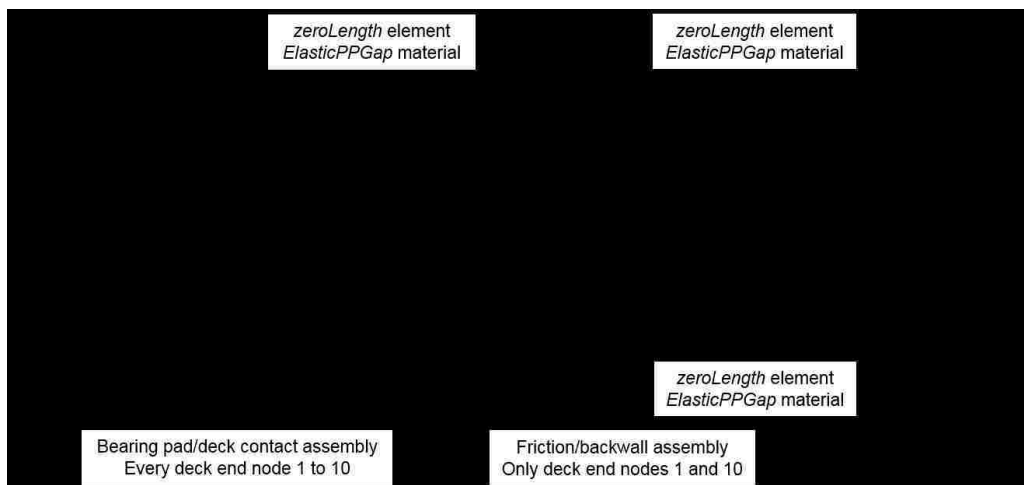 zeroLength element
ElasticPPGap material
zeroLength element
ElasticPPGap material
zeroLength element
ElasticPPGap material
Bearing pad/deck contact assembly
Every deck end node 1 to 10
Friction/backwall assembly
Only deck end nodes 1 and 10